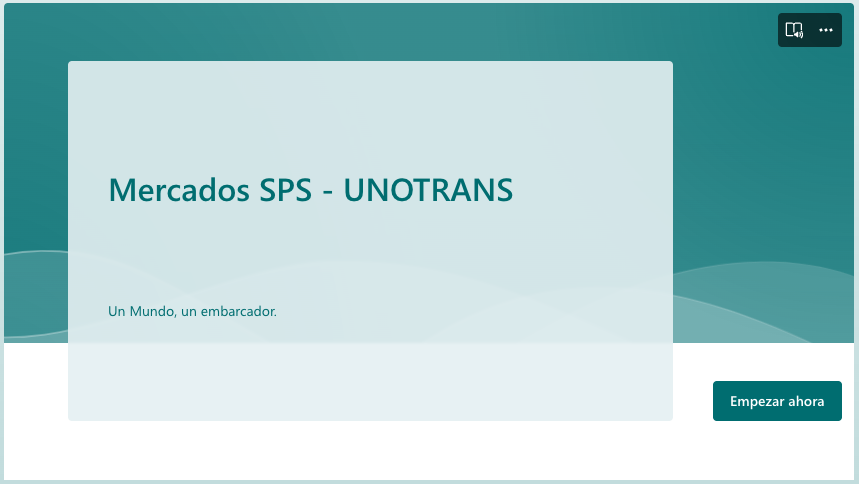 Mercados SPS - UNOTRANS
Un Mundo, un embarcador.
Empezar ahora